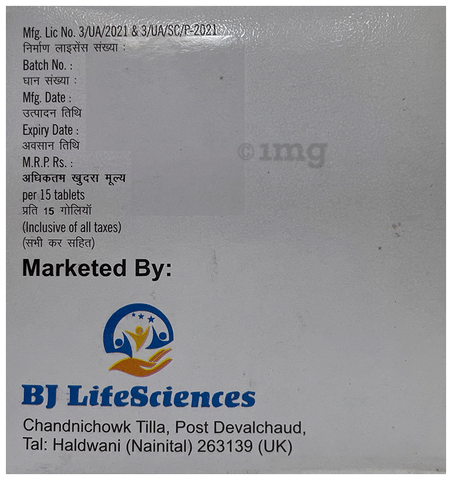 Mfg. Lic No. 3/UA/2021 & 3/UA/SC/P-2021
निर्माण लाइसेंस संख्या :
Batch No. :
घान संख्या :
Mfg. Date :
उत्पादन तिथि
Expiry Date :
अवसान तिथि
M.R.P. Rs. :
अधिकतम खुदरा मूल्य
per 15 tablets
प्रति 15 गोलियाँ
(Inclusive of all taxes)
(सभी कर सहित)
©1mg
Marketed By:
BJ LifeSciences
Chandnichowk Tilla, Post Devalchaud,
Tal: Haldwani (Nainital) 263139 (UK)